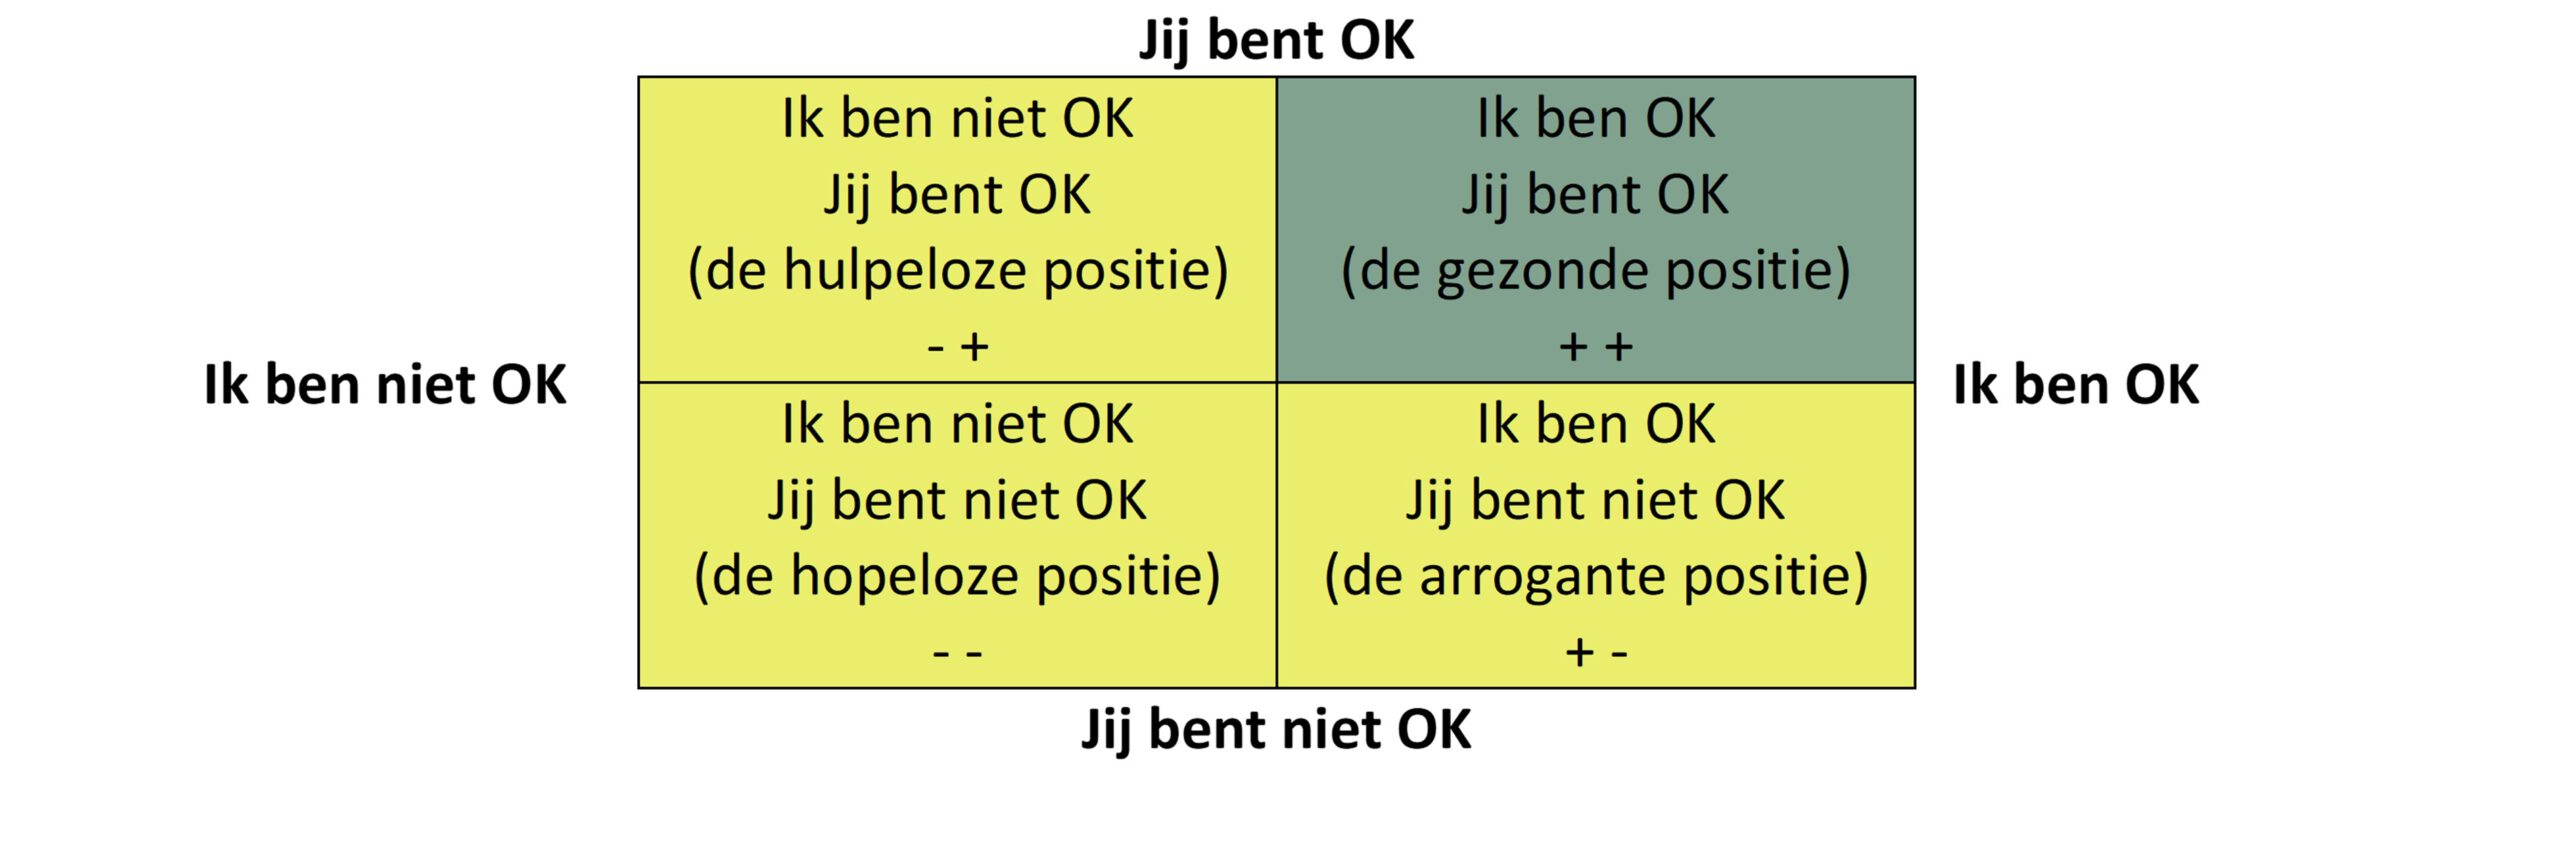 Jij bent OK
Ik ben niet OK
Jij bent OK
(de hulpeloze positie)
- +
Ik ben OK
Jij bent OK
(de gezonde positie)
+ +
Ik ben niet OK
Ik ben OK
Ik ben niet OK
Jij bent niet OK
(de hopeloze positie)
- -
Ik ben OK
Jij bent niet OK
(de arrogante positie)
+ -
Jij bent niet OK